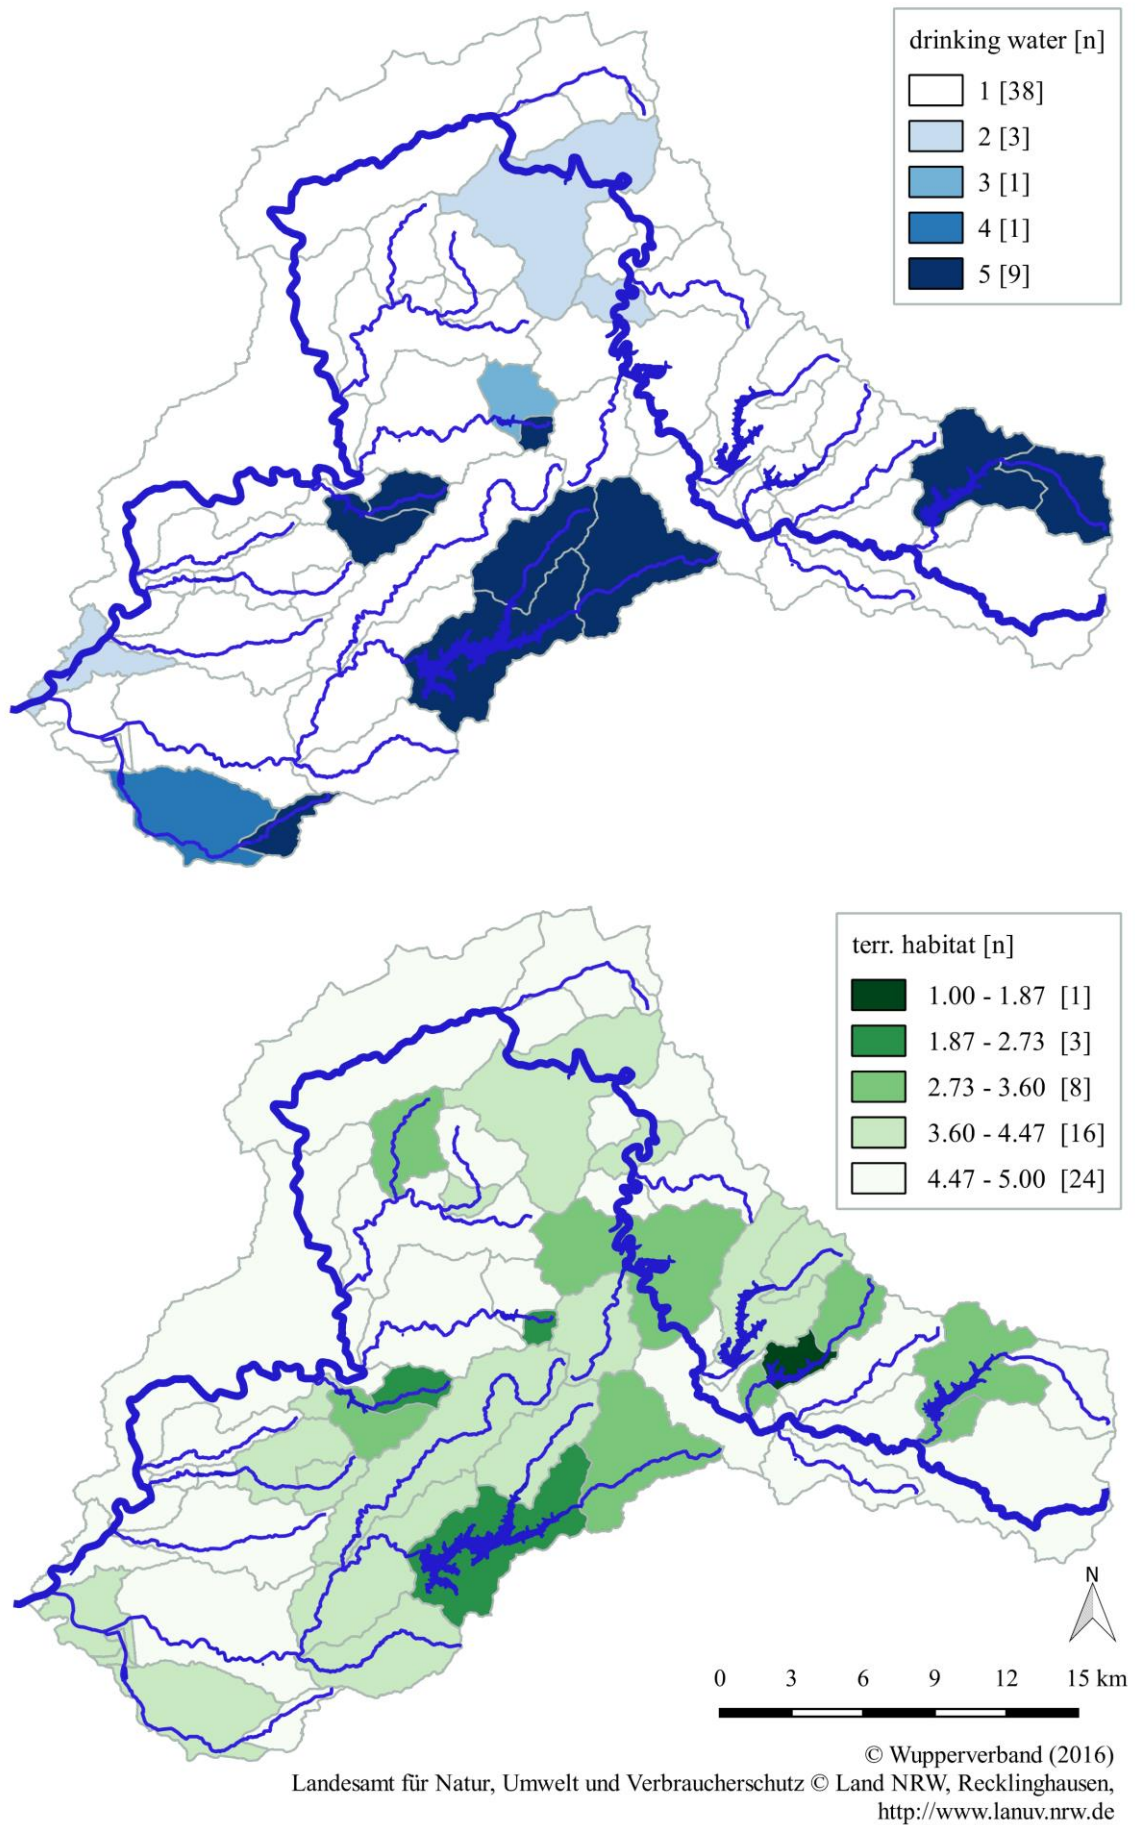 drinking water [n]
1 [38]
2 [3]
3 [1]
4 [1]
5 [9]
terr. habitat [n]
1.00 - 1.87 [1]
1.87 - 2.73 [3]
2.73 - 3.60 [8]
3.60 - 4.47 [16]
4.47 - 5.00 [24]
N
0 3 6 9 12 15 km
© Wupperverband (2016)
Landesamt für Natur, Umwelt und Verbraucherschutz © Land NRW, Recklinghausen,
http://www.lanuv.nrw.de